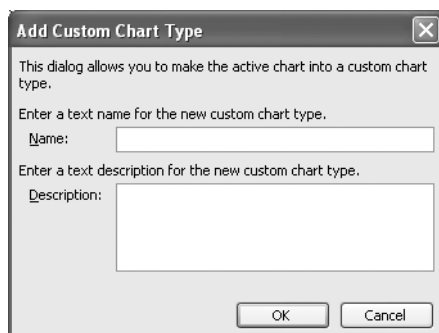 Add Custom Chart Type
This dialog allows you to make the active chart into a custom chart
type.
Enter a text name for the new custom chart type.
Name:
Enter a text description for the new custom chart type.
Description:
OK Cancel